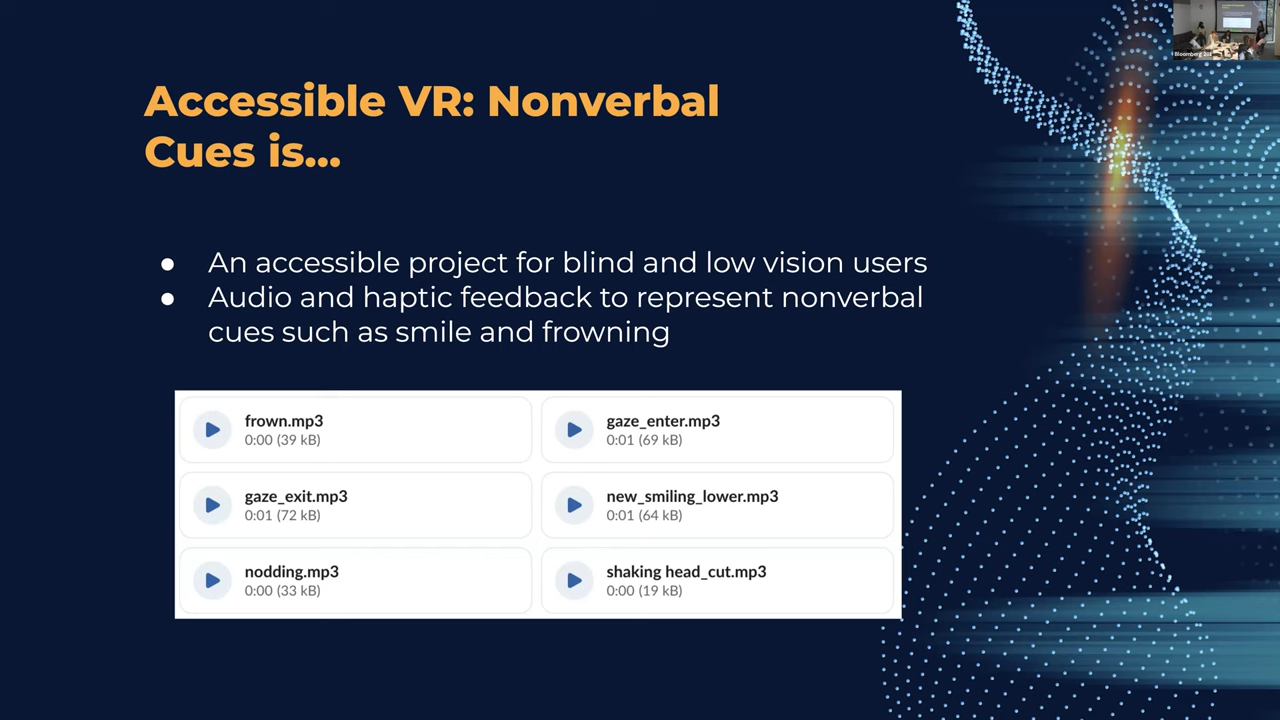 Accessible VR: Nonverbal
Cues is...
● An accessible project for blind and low vision users
● Audio and haptic feedback to represent nonverbal
cues such as smile and frowning
frown.mp3
0:00 (39 kB)
gaze_enter.mp3
0:01 (69 kB)
gaze_exit.mp3
0:01 (72 kB)
new_smiling_lower.mp3
0:01 (64 kB)
nodding.mp3
0:00 (33 kB)
shaking head_cut.mp3
0:00 (19 kB)
Bloomberg